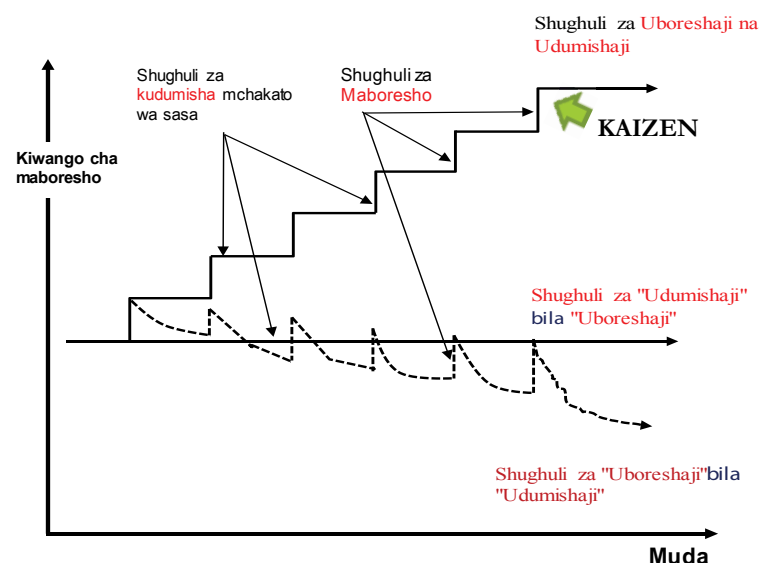 Shughuli za Uboreshaji na
Udumishaji
Shughuli za
kudumisha mchakato
wa sasa
Shughuli za
Maboresho
KAIZEN
Kiwango cha
maboresho
Shughuli za "Udumishaji"
bila "Uboreshaji"
Shughuli za "Uboreshaji"bila
"Udumishaji"
Muda